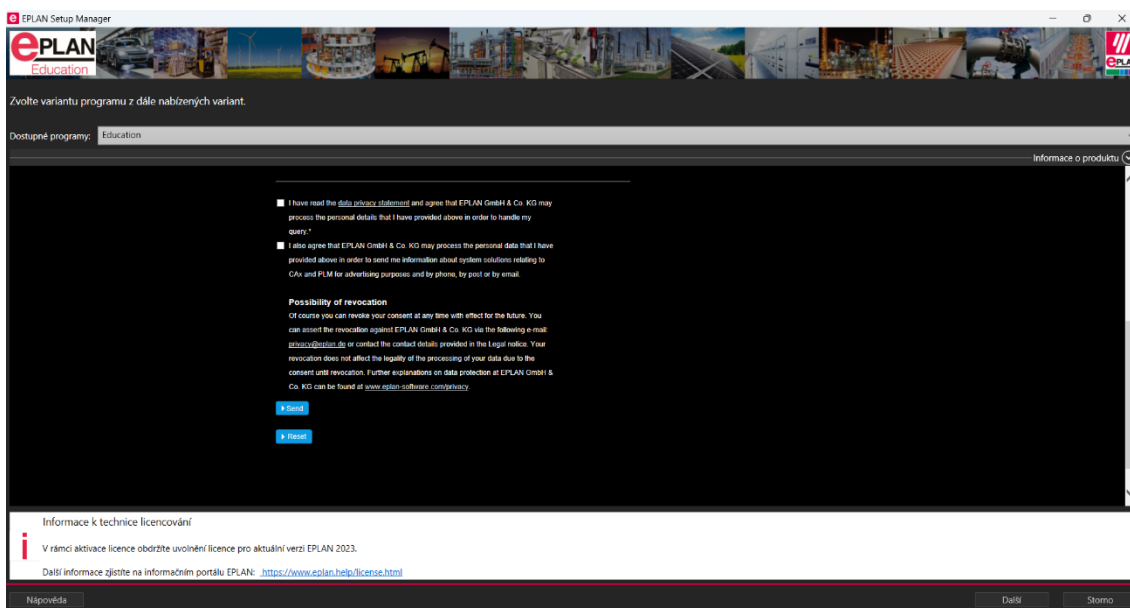 EPLAN Setup Manager
ePLAN
Education
ePLA
Zvolte variantu programu z dále nabízených variant.
Dostupné programy: Education
Informace o produktu
I have read the data privacy statement and agree that EPLAN GmbH & Co. KG may
process the personal details that I have provided above in order to handle my
query.*
I also agree that EPLAN GmbH & Co. KG may process the personal data that I have
provided above in order to send me information about system solutions relating to
CAx and PLM for advertising purposes and by phone, by post or by email.
Possibility of revocation
Of course you can revoke your consent at any time with effect for the future. You
can assert the revocation against EPLAN GmbH & Co. KG via the following e-mail:
privacy@eplan.de or contact the contact details provided in the Legal notice. Your
revocation does not affect the legality of the processing of your data due to the
consent until revocation. Further explanations on data protection at EPLAN GmbH &
Co. KG can be found at www.eplan-software.com/privacy.
Send
Reset
Informace k technice licencování
V rámci aktivace licence obdržíte uvolnění licence pro aktuální verzi EPLAN 2023.
Další informace zjistíte na informačním portálu EPLAN: https://www.eplan.help/license.html
Nápověda
Další
Storno